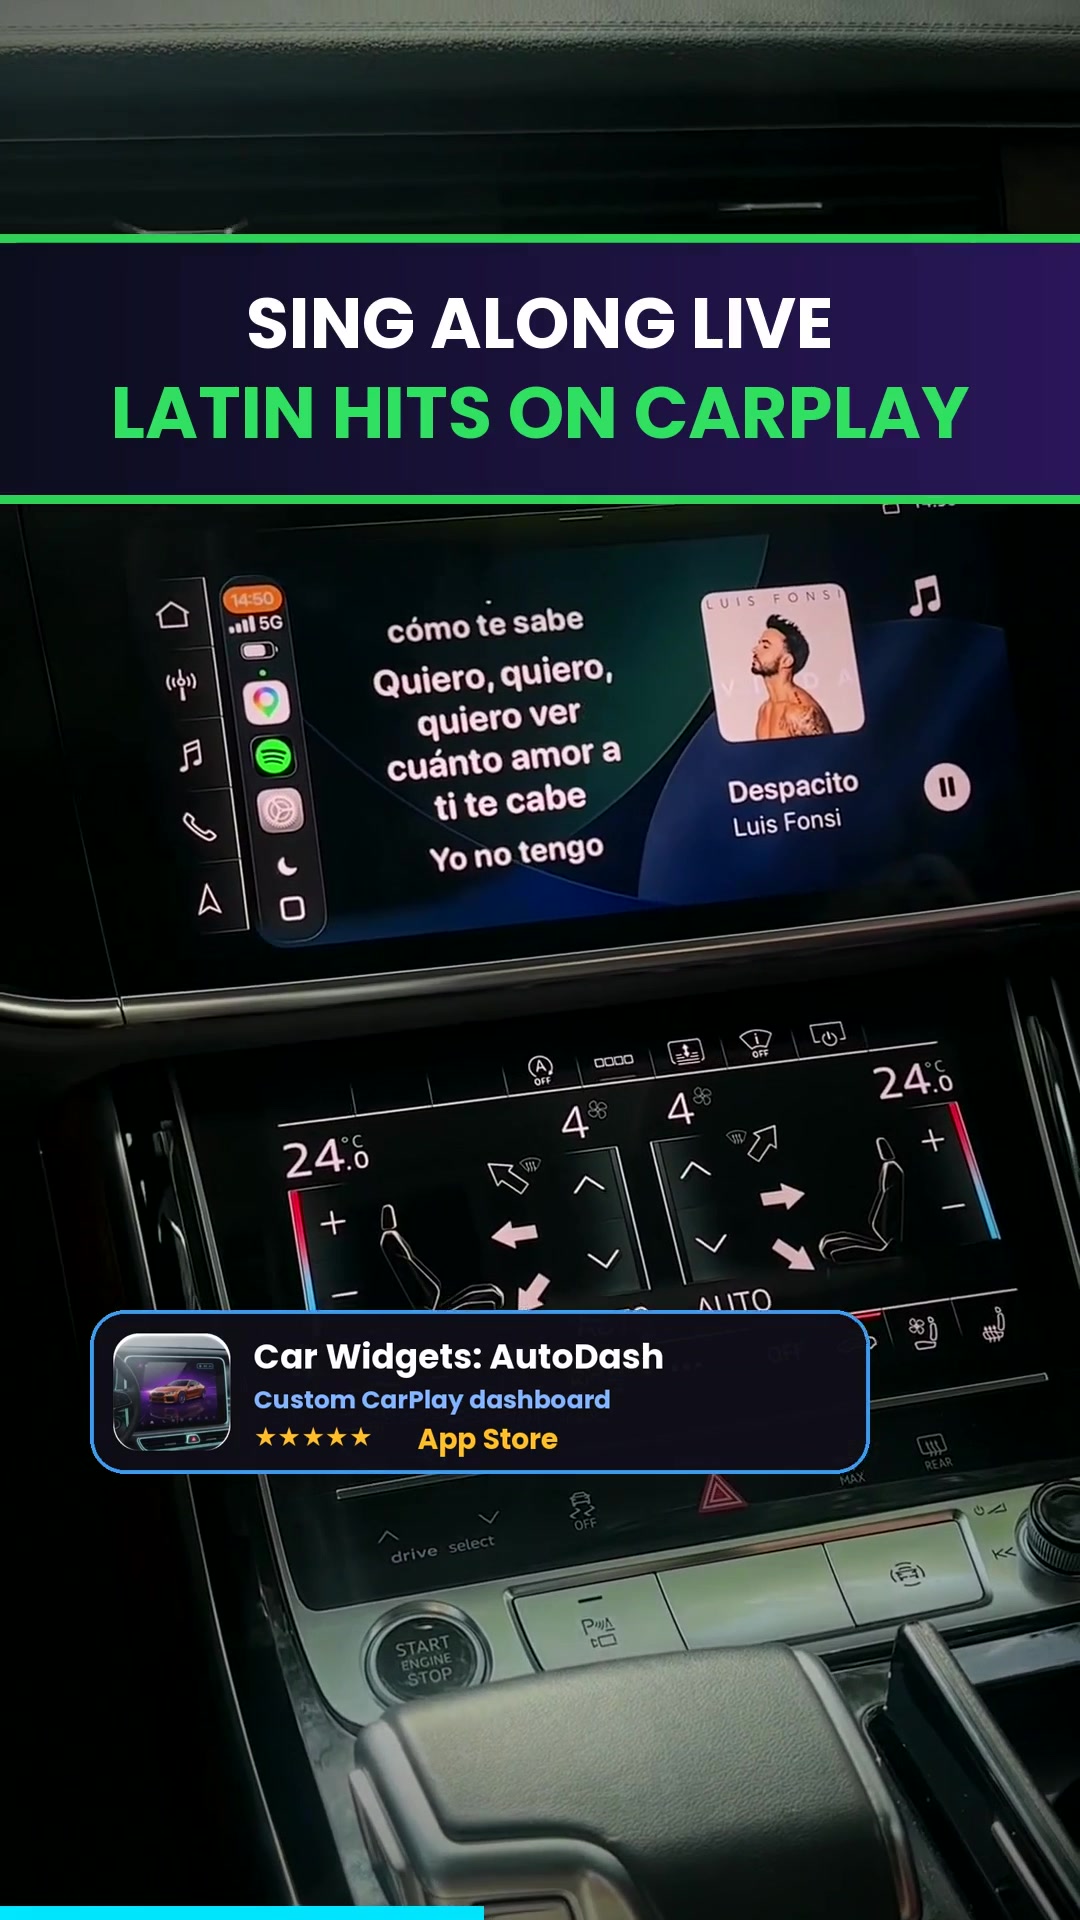 SING ALONG LIVE
LATIN HITS ON CARPLAY
14:50
5G
cómo te sabe
Quiero, quiero,
quiero ver
cuánto amor a
ti te cabe
Yo no tengo
LUIS FONSI
VIDA
Despacito
Luis Fonsi
A
OFF
OFF
24.0°C
4
4
24.0°C
AUTO
Car Widgets: AutoDash
Custom CarPlay dashboard
★★★★★ App Store
OFF
MAX
REAR
drive select
START
ENGINE
STOP
P